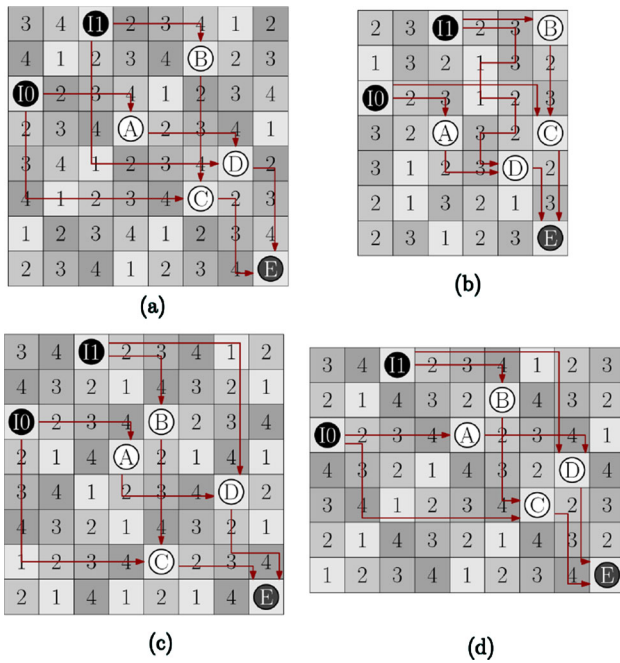 3 4 I1 2 3 4 1 2
4 1 2 3 4 B 2 3
I0 2 3 4 1 2 3 4
2 3 4 A 2 3 4 1
3 4 1 2 3 4 D 2
4 1 2 3 4 C 2 3
1 2 3 4 1 2 3 4
2 3 4 1 2 3 4 E
(a)
2 3 I1 2 3 B
1 3 2 1 3 2
I0 2 3 1 2 3
3 2 A 3 2 C
3 1 2 3 D
2 1 3 2 1 3
2 3 1 2 3 E
(b)
3 4 I1 2 3 4 1 2
4 3 2 1 4 3 2 1
I0 2 3 4 B 2 3 4
2 1 4 A 2 1 4 1
3 4 1 2 3 4 D 2
4 3 2 1 4 3 2 1
1 2 3 4 C 2 3 4
2 1 4 1 2 1 4 E
(c)
3 4 I1 2 3 4 1 2 3
2 1 4 3 2 B 4 3 2
I0 2 3 4 A 2 3 4 1
4 3 2 1 4 3 2 D 4
3 4 1 2 3 4 C 2 3
2 1 4 3 2 1 4 3 2
1 2 3 4 1 2 3 4 E
(d)